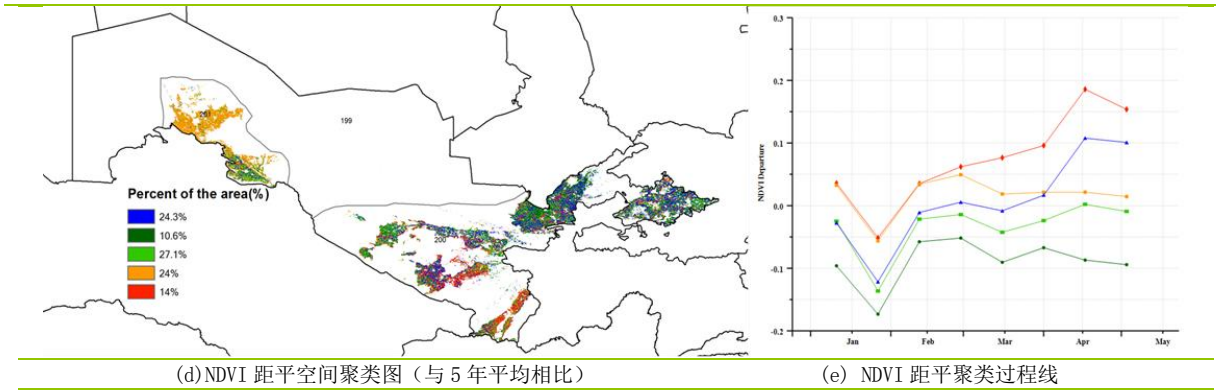 199
200
Percent of the area(%)
24.3%
10.6%
27.1%
24%
14%
NDVI Departure
0.3
0.2
0.1
0.0
-0.1
-0.2
Jan Feb Mar Apr May
(d)NDVI 距平空间聚类图（与 5 年平均相比）
(e) NDVI 距平聚类过程线